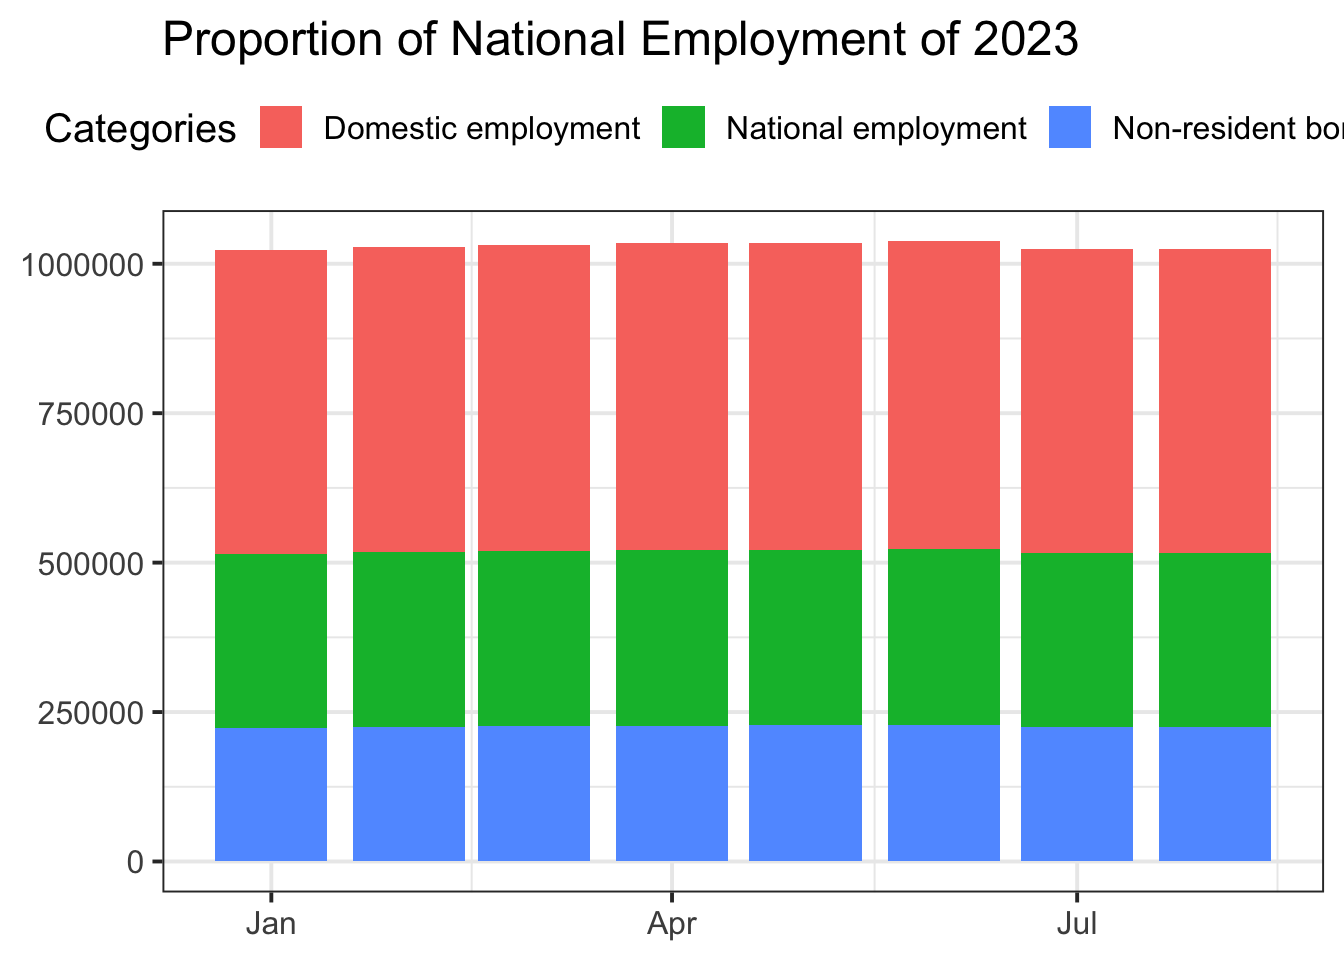 Proportion of National Employment of 2023
Categories Domestic employment National employment Non-resident
1000000
750000
500000
250000
0
Jan Apr Jul